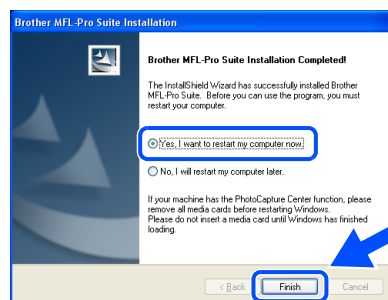 Brother MFL-Pro Suite Installation
Brother MFL-Pro Suite Installation Completed!
The InstallShield Wizard has successfully installed Brother
MFL-Pro Suite. Before you can use the program, you must
restart your computer.
Yes, I want to restart my computer now.
No, I will restart my computer later.
If your machine has the PhotoCapture Center function, please
remove all media cards before restarting Windows.
Please do not insert a media card until Windows has finished
loading.
< Back Finish Cancel